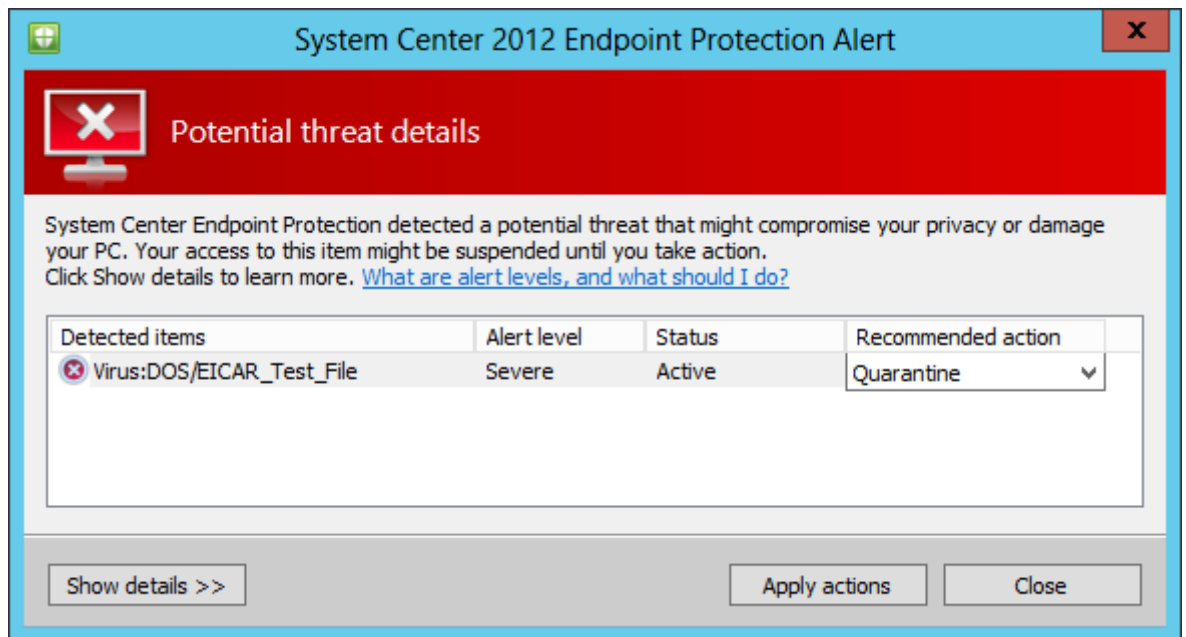 System Center 2012 Endpoint Protection Alert
x
Potential threat details
System Center Endpoint Protection detected a potential threat that might compromise your privacy or damage
your PC. Your access to this item might be suspended until you take action.
Click Show details to learn more. What are alert levels, and what should I do?
Detected items Alert level Status Recommended action
Virus:DOS/EICAR_Test_File Severe Active Quarantine
Show details >> Apply actions Close